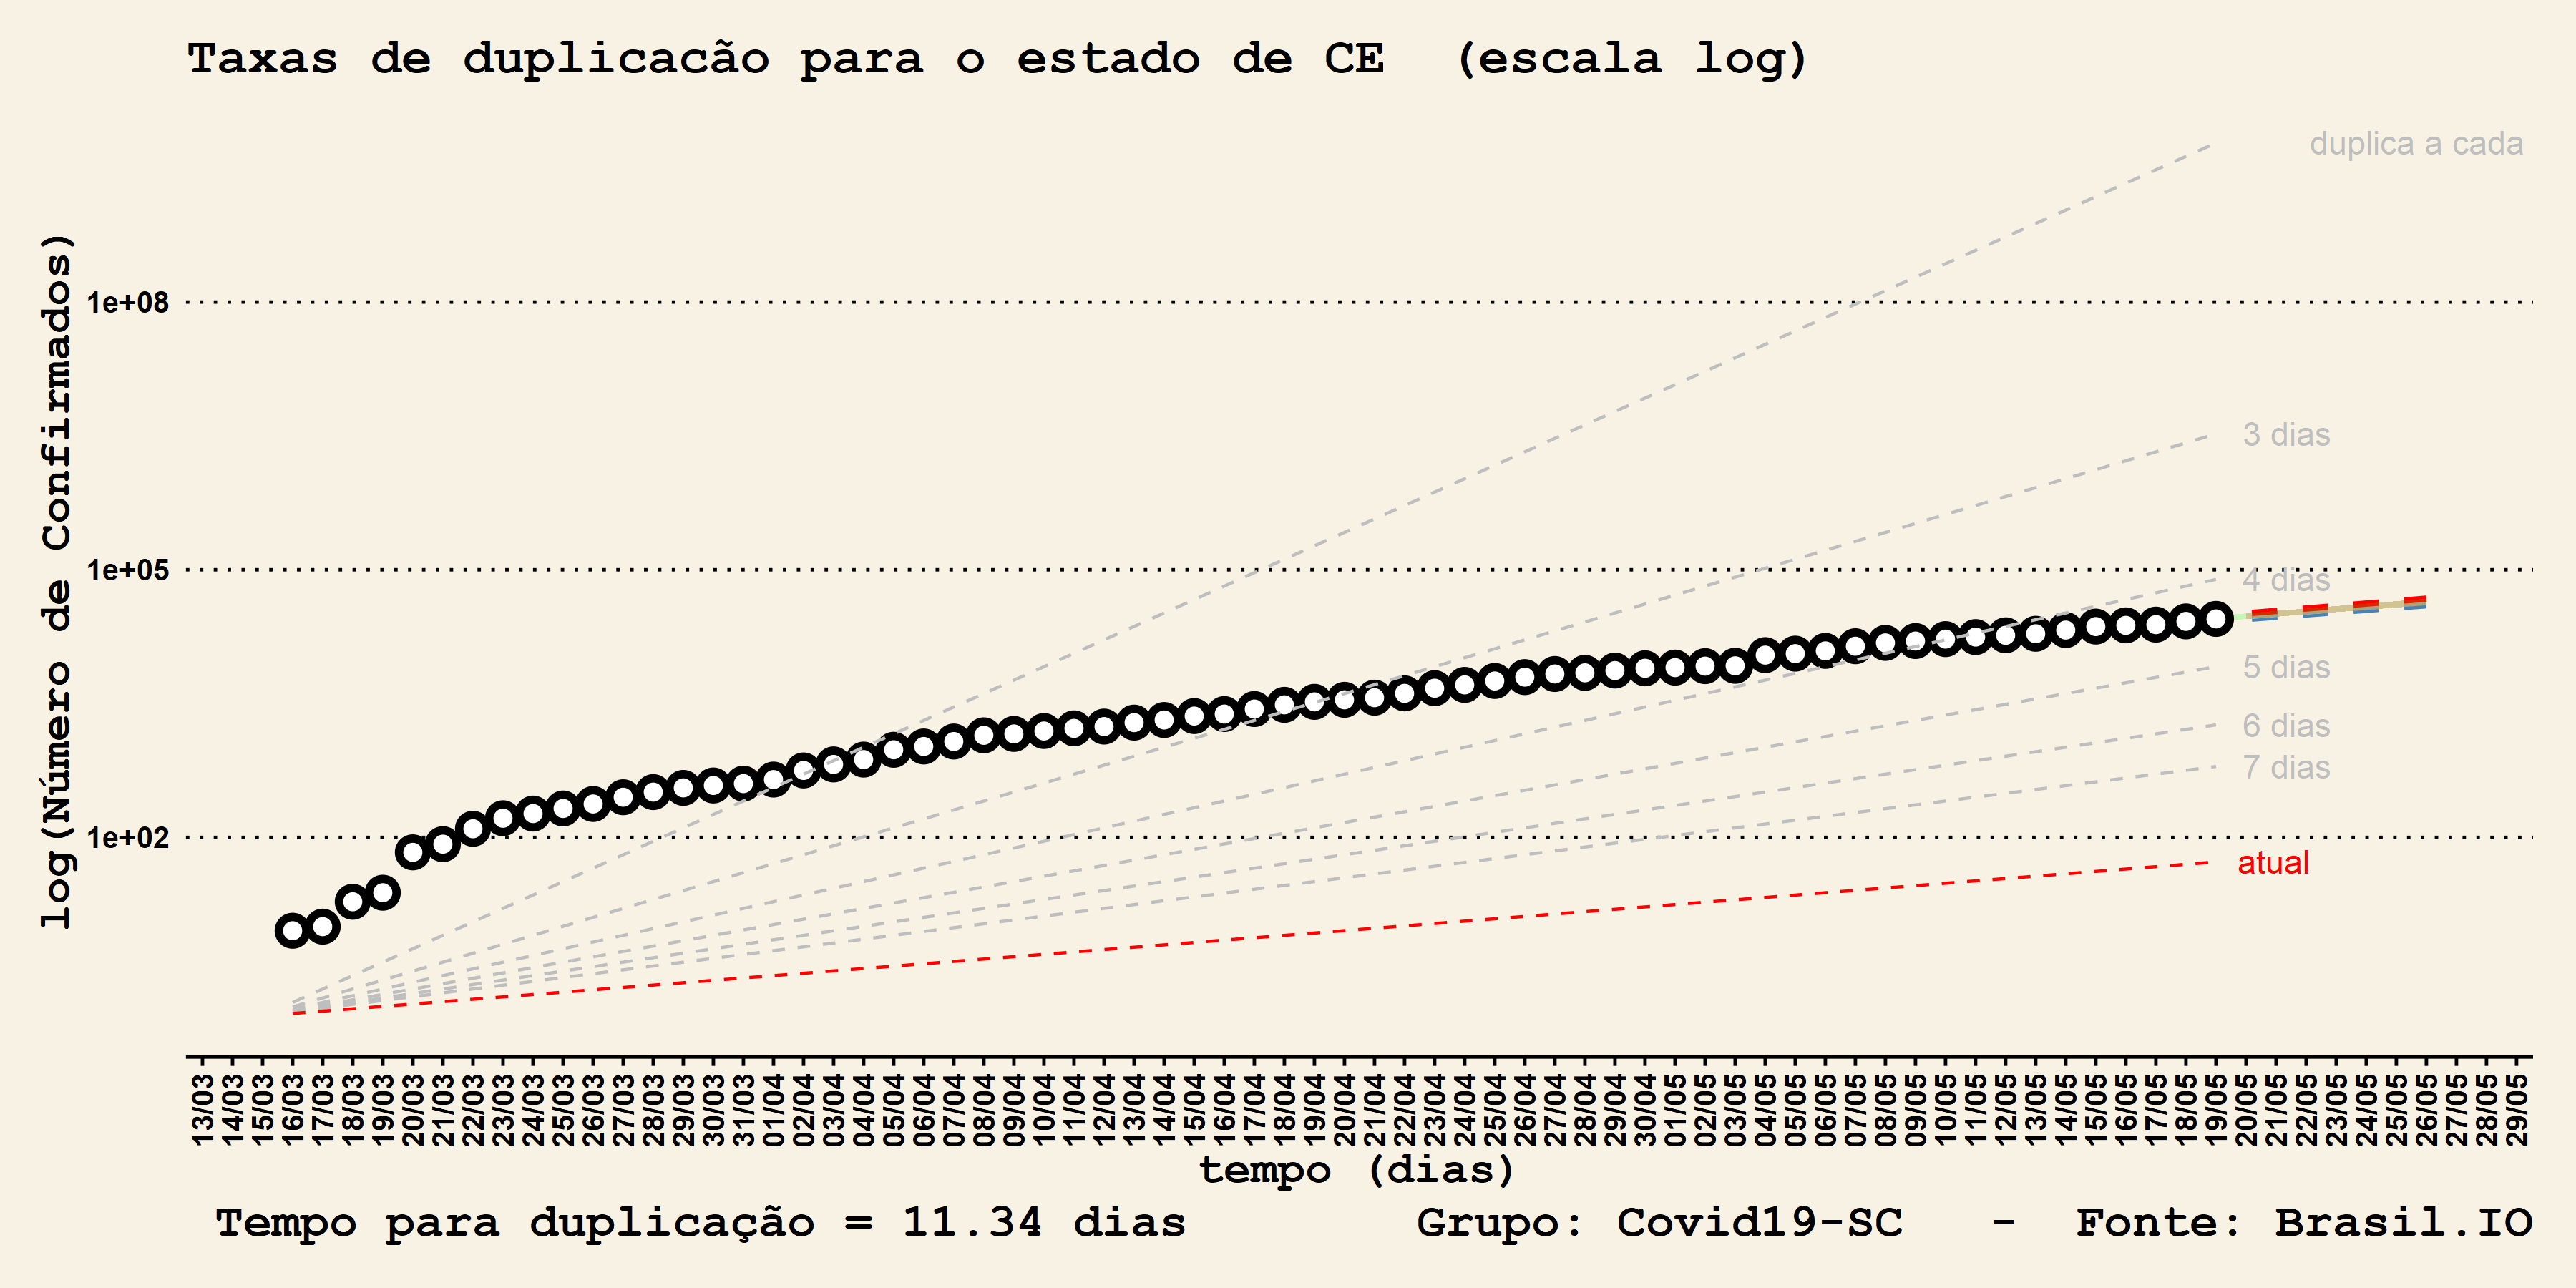 Taxas de duplicacão para o estado de CE  (escala log)
duplica a cada
log(Número de Confirmados)
1e+08
3 dias
1e+05
4 dias
5 dias
6 dias
7 dias
1e+02
atual
13/03 14/03 15/03 16/03 17/03 18/03 19/03 20/03 21/03 22/03 23/03 24/03 25/03 26/03 27/03 28/03 29/03 30/03 31/03 01/04 02/04 03/04 04/04 05/04 06/04 07/04 08/04 09/04 10/04 11/04 12/04 13/04 14/04 15/04 16/04 17/04 18/04 19/04 20/04 21/04 22/04 23/04 24/04 25/04 26/04 27/04 28/04 29/04 30/04 01/05 02/05 03/05 04/05 05/05 06/05 07/05 08/05 09/05 10/05 11/05 12/05 13/05 14/05 15/05 16/05 17/05 18/05 19/05 20/05 21/05 22/05 23/05 24/05 25/05 26/05 27/05 28/05 29/05
tempo (dias)
Tempo para duplicação = 11.34 dias        Grupo: Covid19-SC   -  Fonte: Brasil.IO